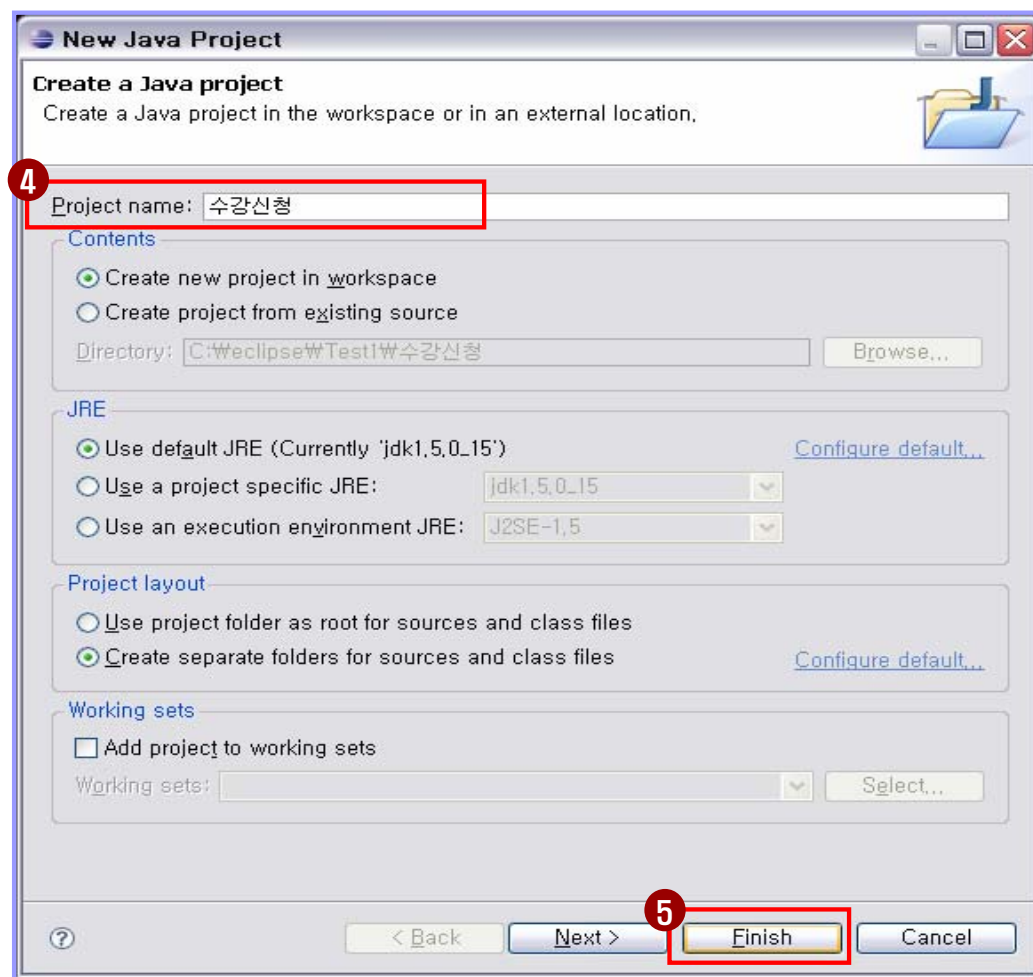 New Java Project
Create a Java project
Create a Java project in the workspace or in an external location,
4
Project name: 수강신청
Contents
Create new project in workspace
Create project from existing source
Directory: C:₩eclipse₩Test1₩수강신청 Browse,,,
JRE
Use default JRE (Currently 'jdk1,5,0_15') Configure default,,,
Use a project specific JRE: jdk1,5,0_15
Use an execution environment JRE: J2SE-1,5
Project layout
Use project folder as root for sources and class files
Create separate folders for sources and class files Configure default,,,
Working sets
Add project to working sets
Working sets: Select,,,
5
? < Back Next > Finish Cancel